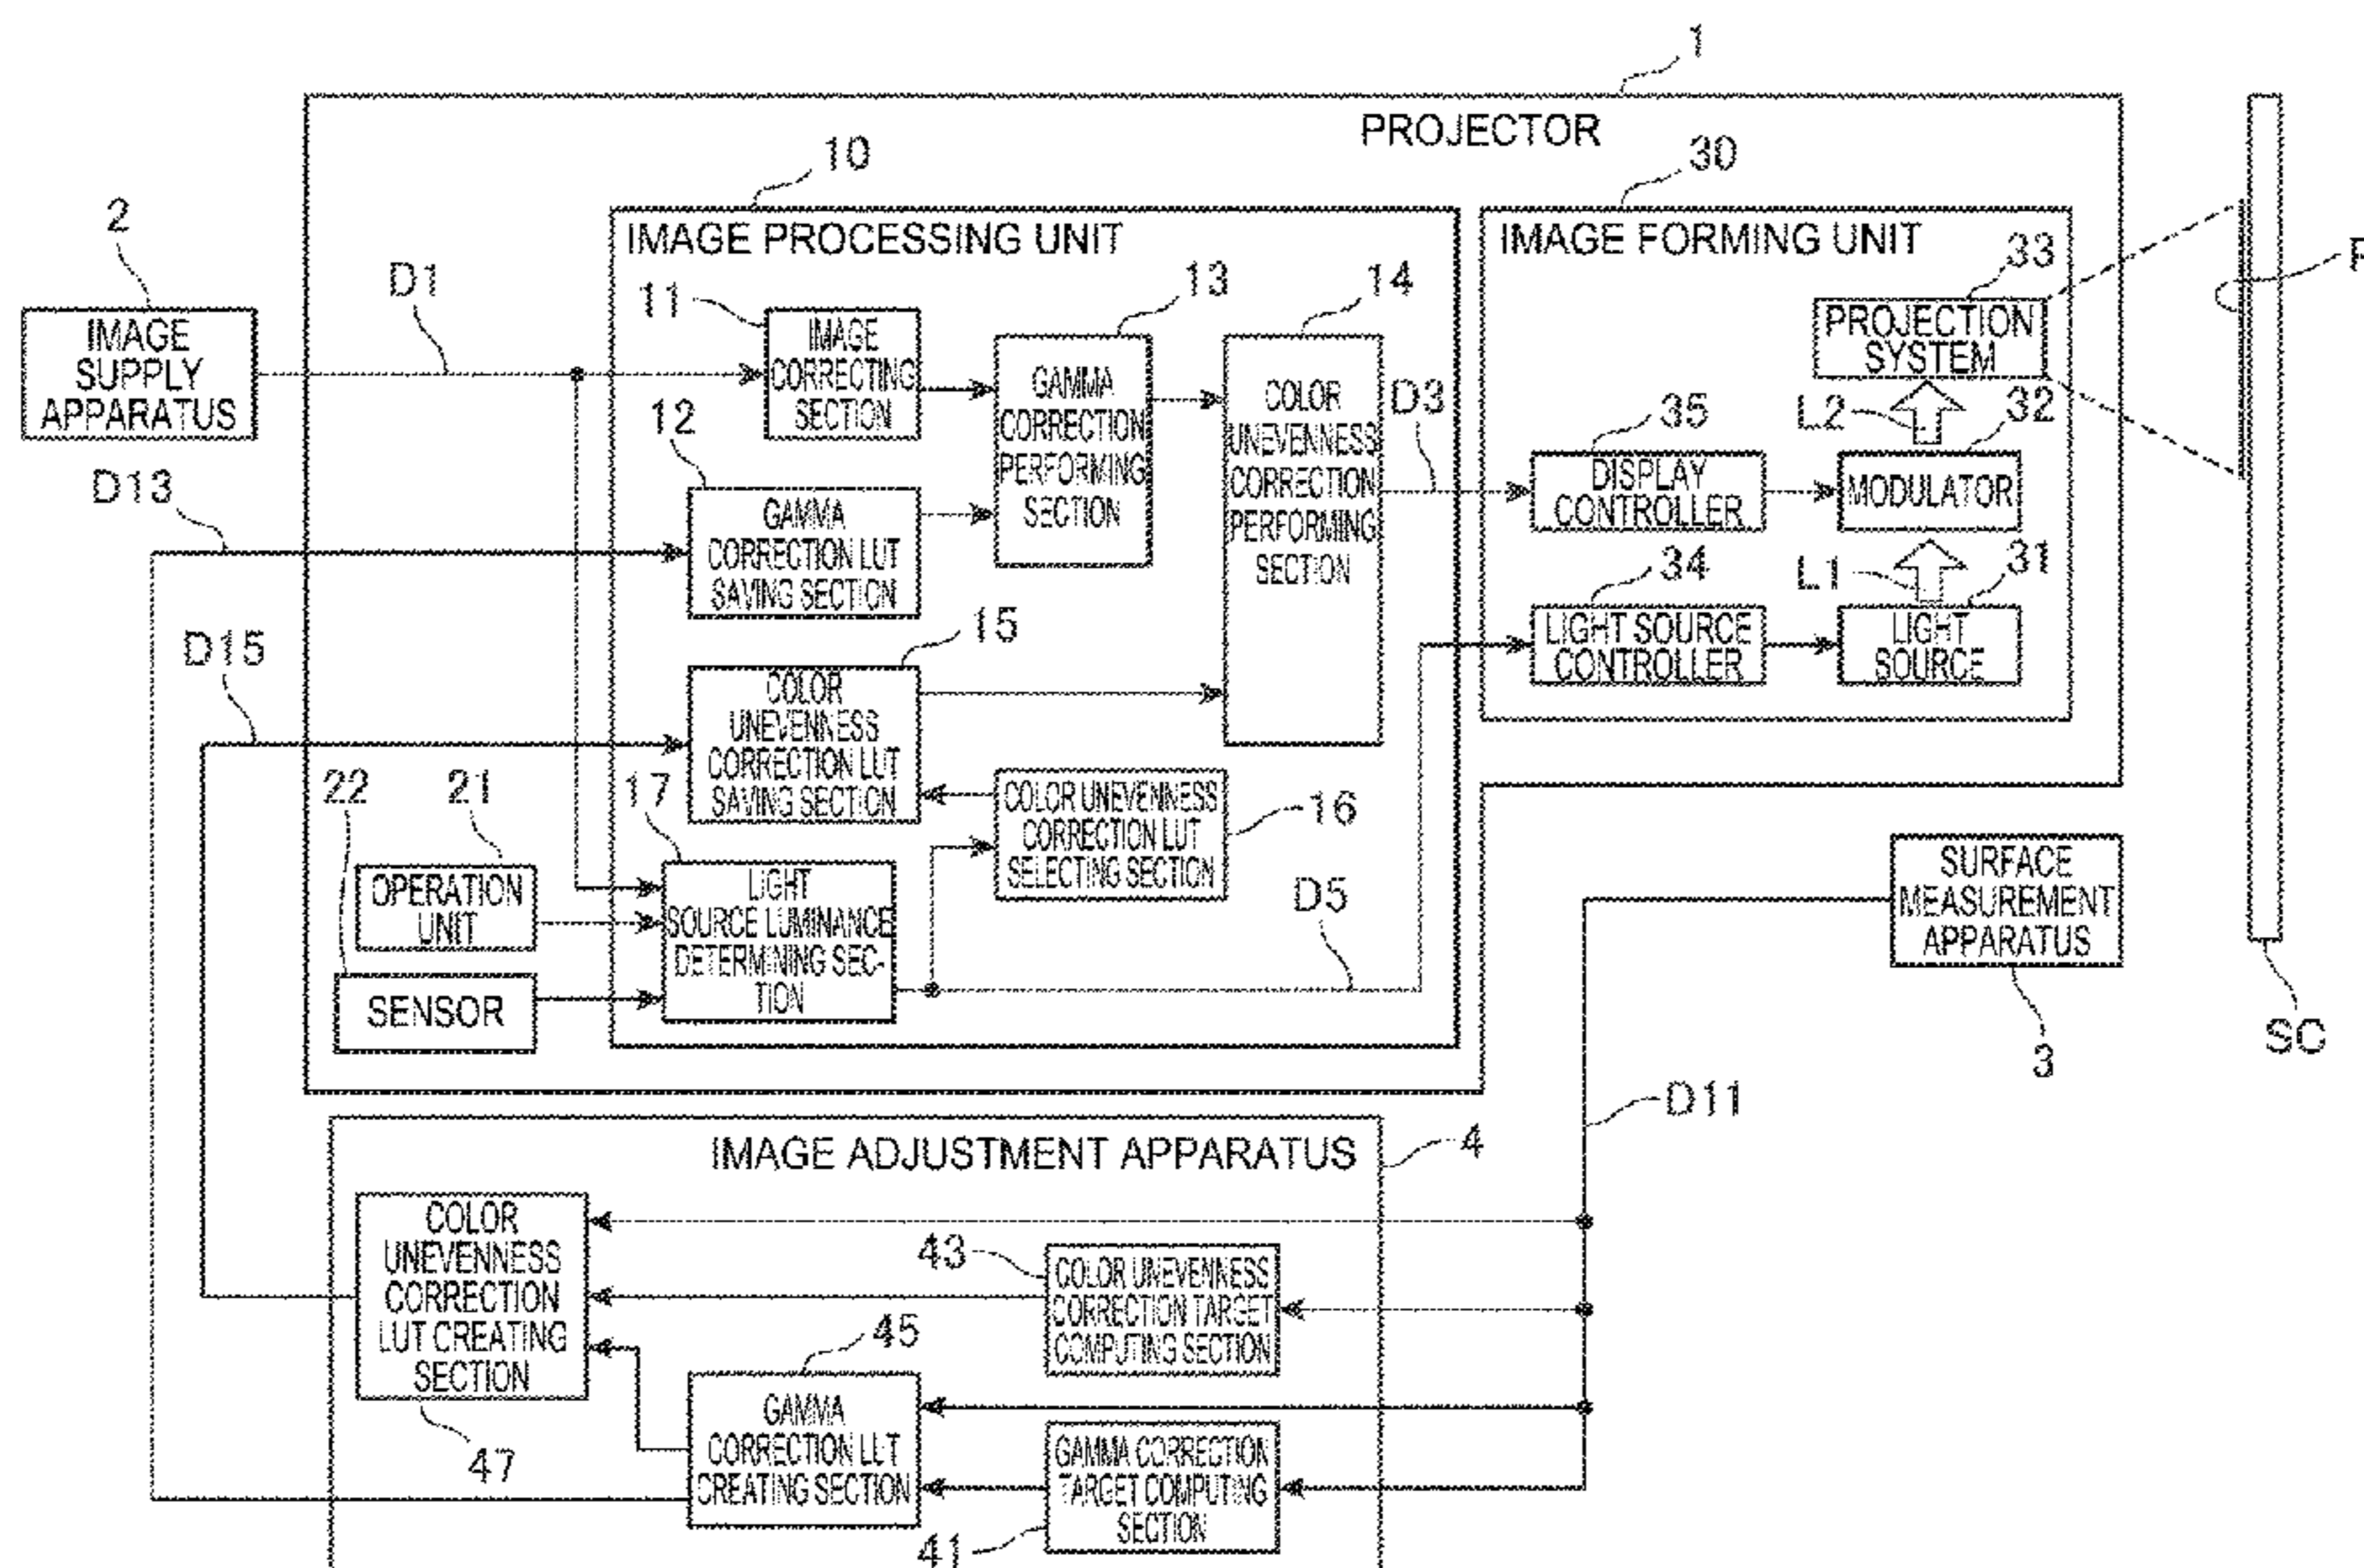 1
PROJECTOR
10
30
2
IMAGE PROCESSING UNIT
IMAGE FORMING UNIT
33
D1
11
13
14
IMAGE
SUPPLY
APPARATUS
IMAGE
CORRECTING
SECTION
PROJECTION
SYSTEM
12
GAMMA
CORRECTION
PERFORMING
SECTION
COLOR
UNEVENNESS
CORRECTION
PERFORMING
SECTION
D3
35
L2
32
D13
GAMMA
CORRECTION LUT
SAVING SECTION
DISPLAY
CONTROLLER
MODULATOR
34
L1
31
D15
15
LIGHT SOURCE
CONTROLLER
LIGHT
SOURCE
COLOR
UNEVENNESS
CORRECTION LUT
SAVING SECTION
22
21
17
COLOR UNEVENNESS
CORRECTION LUT
SELECTING SECTION
16
OPERATION
UNIT
LIGHT
SOURCE LUMINANCE
DETERMINING SEC-
TION
D5
SURFACE
MEASUREMENT
APPARATUS
SENSOR
3
SC
D11
IMAGE ADJUSTMENT APPARATUS
4
COLOR
UNEVENNESS
CORRECTION
LUT CREATING
SECTION
43
COLOR UNEVENNESS
CORRECTION TARGET
COMPUTING SECTION
45
47
GAMMA
CORRECTION LUT
CREATING SECTION
GAMMA CORRECTION
TARGET COMPUTING
SECTION
41